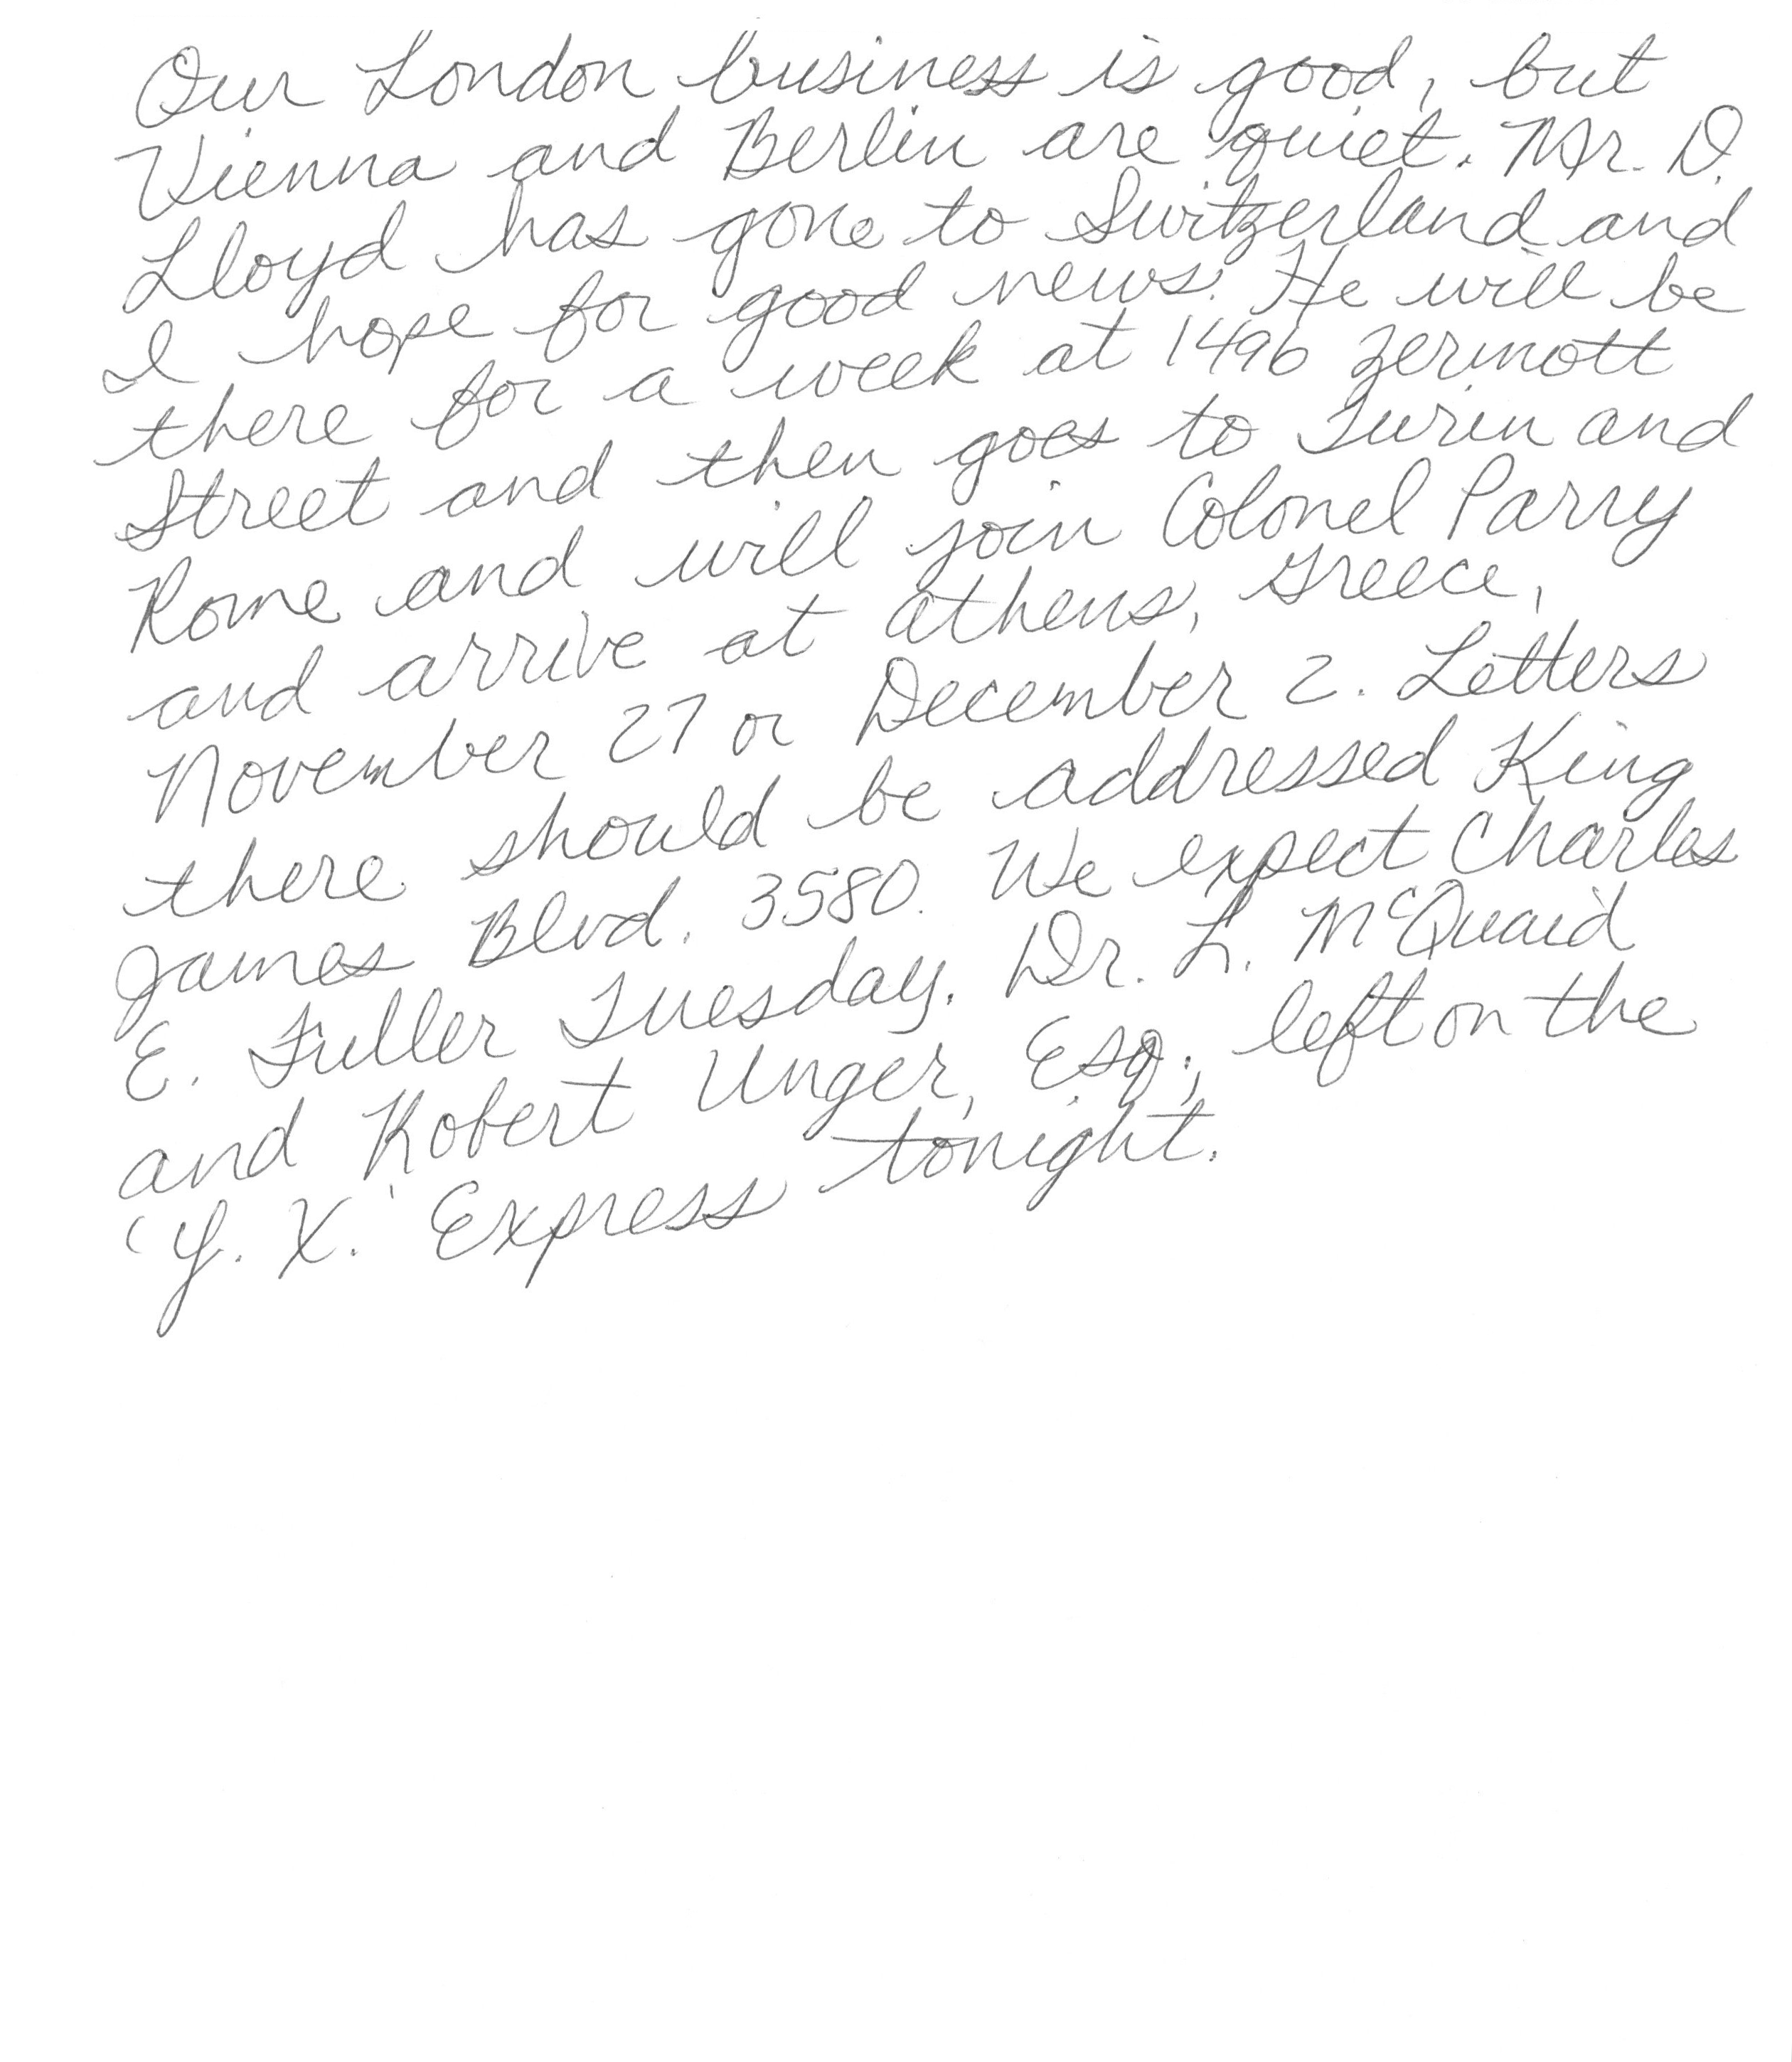 Our London business is good, but
Vienna and Berlin are quiet. Mr. D.
Lloyd has gone to Switzerland and
I hope for good news. He will be
there for a week at 1496 Zermott
Street and then goes to Turin and
Rome and will join Colonel Parry
and arrive at Athens, Greece,
November 27 or December 2. Letters
there should be addressed King
James Blvd. 3580. We expect Charles
E. Fuller Tuesday. Dr. L. McQuaid
and Robert Unger, Esq., left on the
'Y. X.' Express tonight.